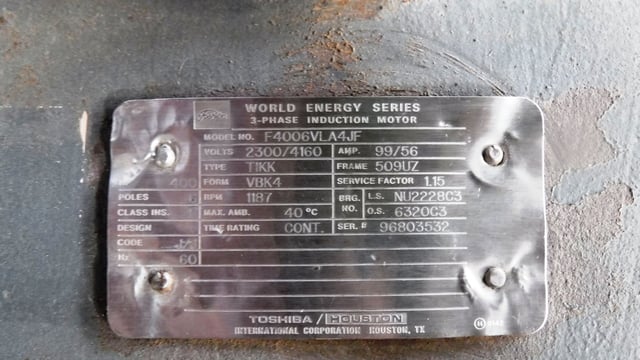 WORLD ENERGY SERIES
3-PHASE INDUCTION MOTOR
MODEL NO. F4006VLA4JF
VOLTS 2300/4160 AMP. 99/56
TYPE TIKK FRAME 509UZ
400 FORM VBK4 SERVICE FACTOR 1.15
POLES 6 RPM 1187 BRG. NO. L.S. NU2228C3
CLASS INS. MAX. AMB. 40 °C O.S. 6320C3
DESIGN TIME RATING CONT. SER. # 96803532
CODE
Hz 60
TOSHIBA / HOUSTON
INTERNATIONAL CORPORATION HOUSTON, TX